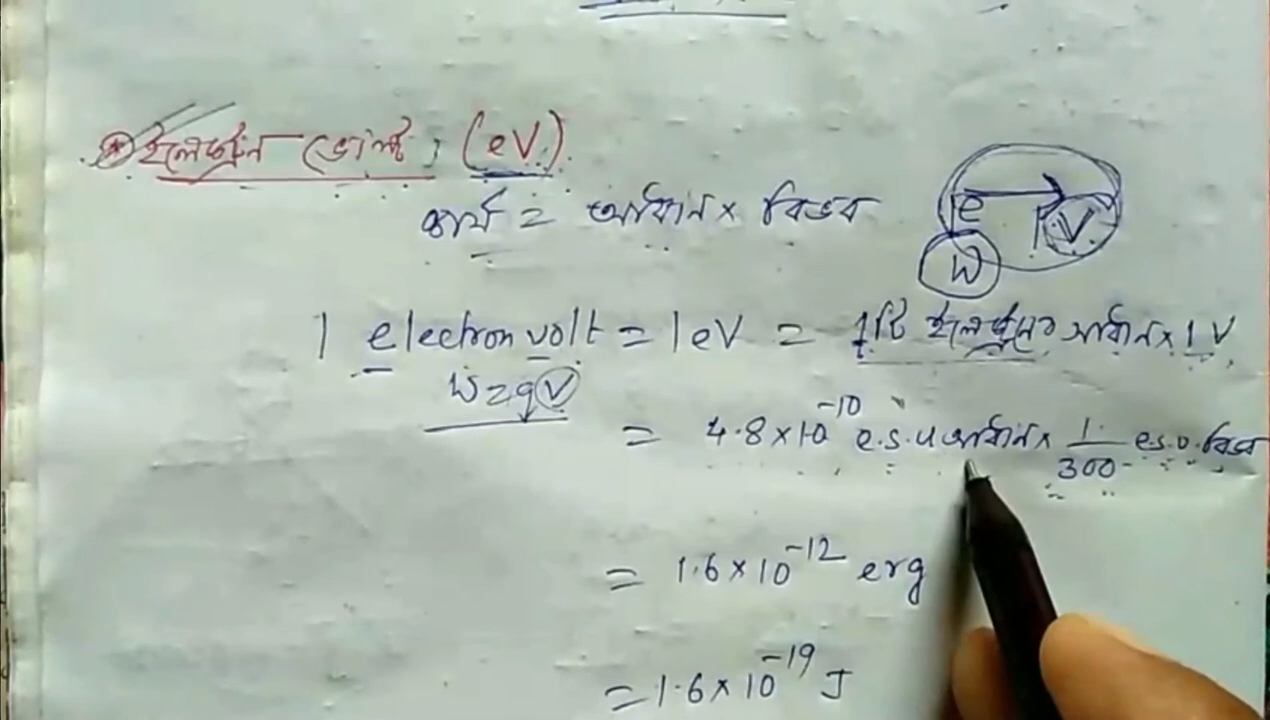 ইলেকট্রন ভোল্ট : (eV)
কার্য = আধান × বিভব
e V
W
1 electron volt = 1eV = 1টি ইলেকট্রনের আধান × 1 V
W = qV
= 4.8 × 10⁻¹⁰ e.s.u আধান × 1/300 e.s.u. বিভব
= 1.6 × 10⁻¹² erg
= 1.6 × 10⁻¹⁹ J